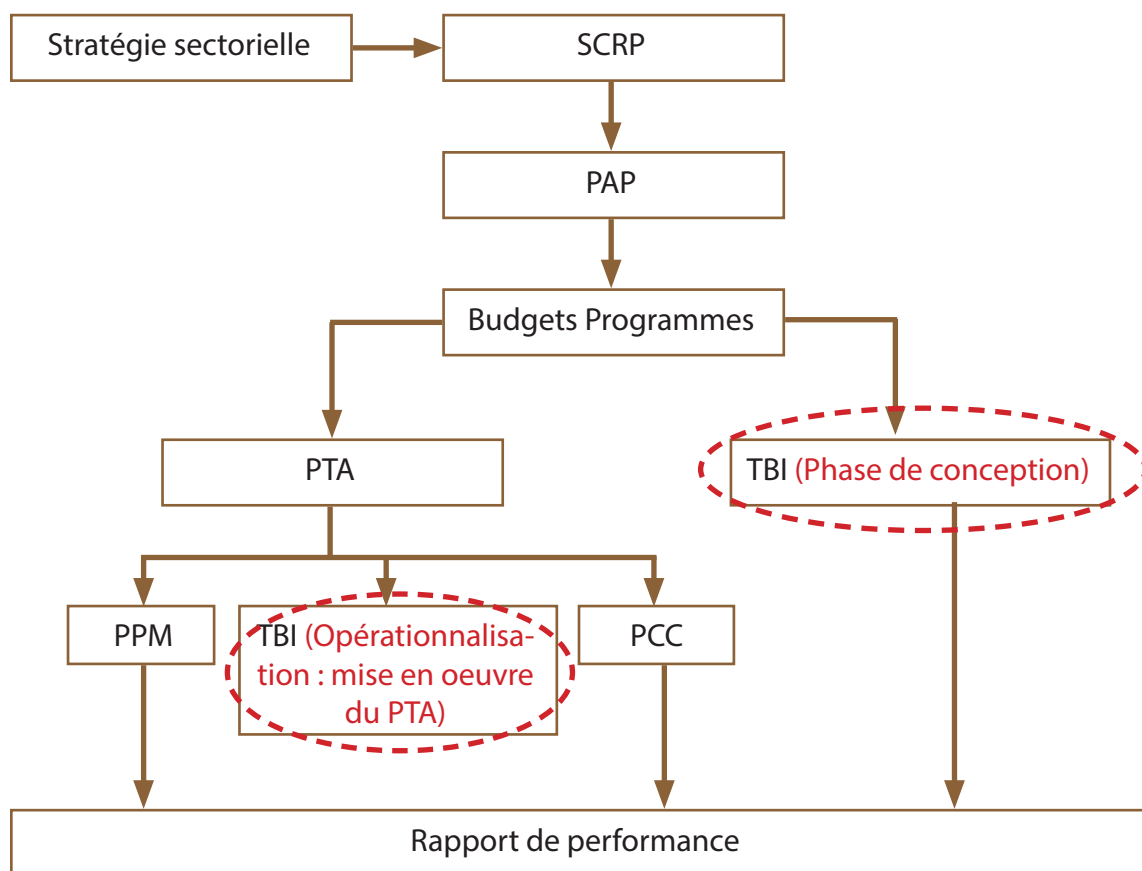 Stratégie sectorielle
SCRP
PAP
Budgets Programmes
PTA
TBI (Phase de conception)
PPM
TBI (Opérationnalisa-
tion : mise en oeuvre
du PTA)
PCC
Rapport de performance